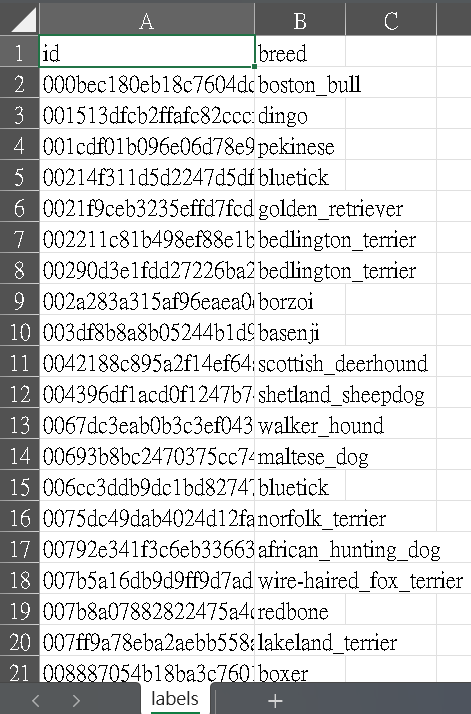 A B C
1 id breed
2 000bec180eb18c7604dc boston_bull
3 001513dfcb2ffafc82ccc dingo
4 001cdf01b096e06d78e9 pekinese
5 00214f311d5d2247d5df bluetick
6 0021f9ceb3235effd7fcd golden_retriever
7 002211c81b498ef88e1b bedlington_terrier
8 00290d3e1fdd27226ba2 bedlington_terrier
9 002a283a315af96eaea0 borzoi
10 003df8b8a8b05244b1d9 basenji
11 0042188c895a2f14ef64 scottish_deerhound
12 004396df1acd0f1247b7 shetland_sheepdog
13 0067dc3eab0b3c3ef043 walker_hound
14 00693b8bc2470375cc74 maltese_dog
15 006cc3ddb9dc1bd82747 bluetick
16 0075dc49dab4024d12fa norfolk_terrier
17 00792e341f3c6eb33663 african_hunting_dog
18 007b5a16db9d9ff9d7ad wire-haired_fox_terrier
19 007b8a07882822475a4c redbone
20 007ff9a78eba2aebb558a lakeland_terrier
21 008887054b18ba3c7601 boxer
labels